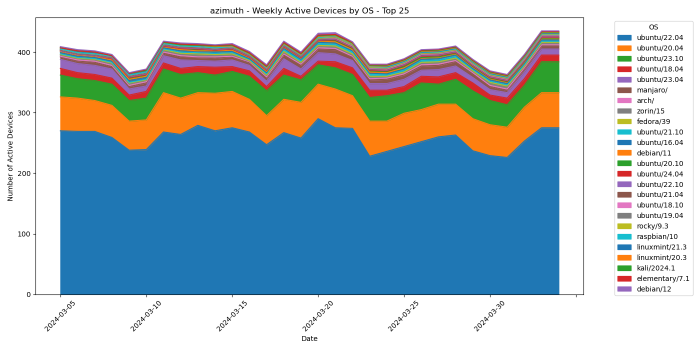 azimuth - Weekly Active Devices by OS - Top 25
Number of Active Devices
400
300
200
100
0
2024-03-05
2024-03-10
2024-03-15
2024-03-20
2024-03-25
2024-03-30
Date
OS
ubuntu/22.04
ubuntu/20.04
ubuntu/23.10
ubuntu/18.04
ubuntu/23.04
manjaro/
arch/
zorin/15
fedora/39
ubuntu/21.10
ubuntu/16.04
debian/11
ubuntu/20.10
ubuntu/24.04
ubuntu/22.10
ubuntu/21.04
ubuntu/18.10
ubuntu/19.04
rocky/9.3
raspbian/10
linuxmint/21.3
linuxmint/20.3
kali/2024.1
elementary/7.1
debian/12